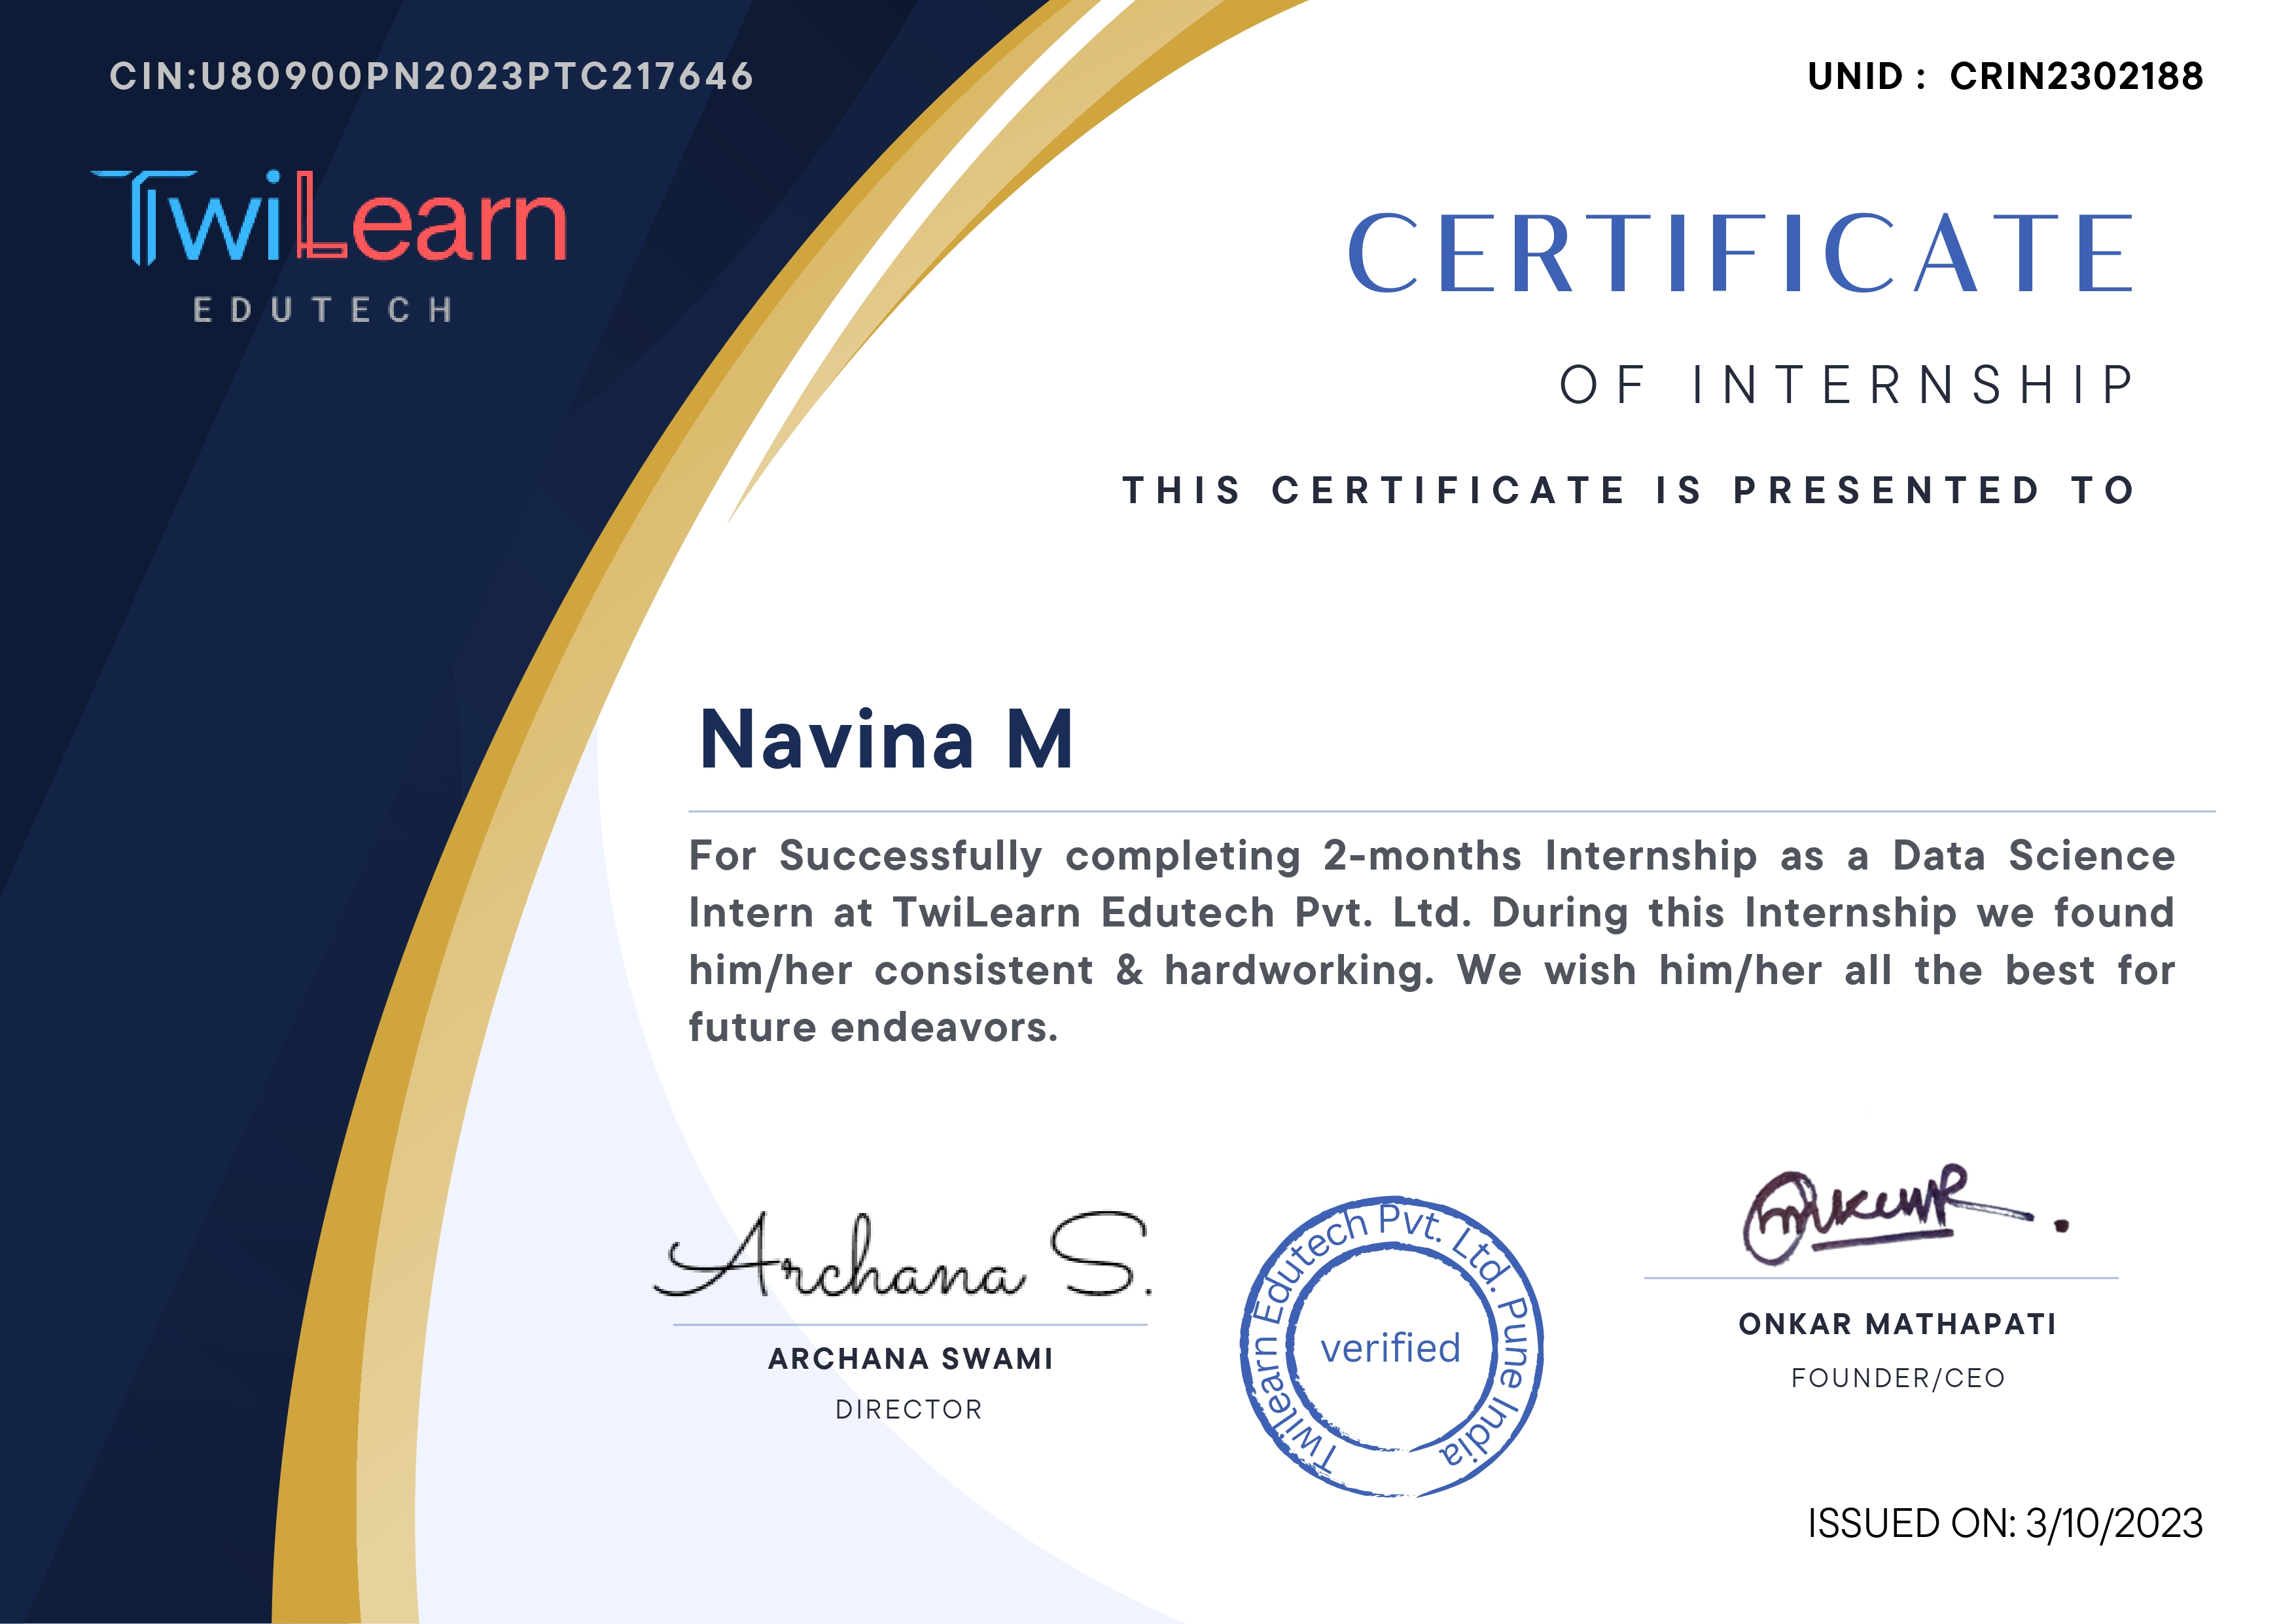 CIN:U80900PN2023PTC217646
UNID : CRIN2302188
TwiLearn
EDUTECH
CERTIFICATE
OF INTERNSHIP
THIS CERTIFICATE IS PRESENTED TO
Navina M
For Successfully completing 2-months Internship as a Data Science
Intern at TwiLearn Edutech Pvt. Ltd. During this Internship we found
him/her consistent & hardworking. We wish him/her all the best for
future endeavors.
Archana S.
ARCHANA SWAMI
DIRECTOR
Twilearn Edutech Pvt. Ltd. Pune India
verified
ONKAR MATHAPATI
FOUNDER/CEO
ISSUED ON: 3/10/2023